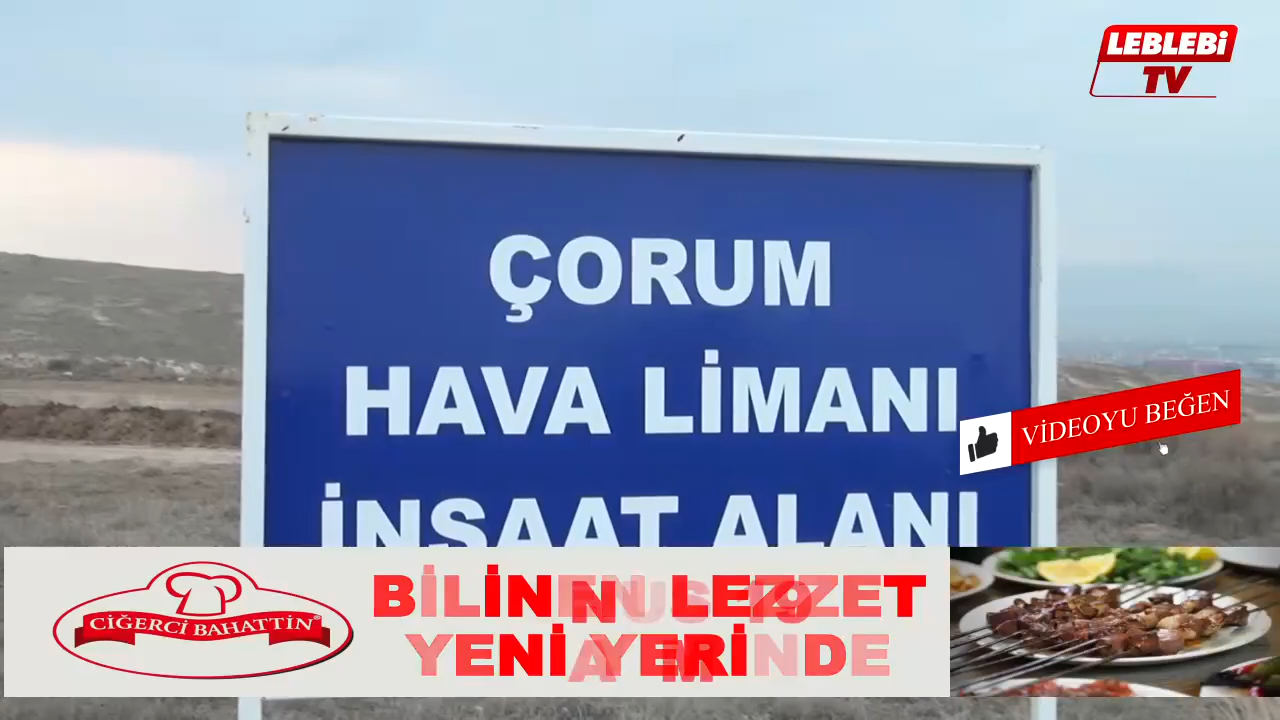 LEBLEBİ
TV
ÇORUM
HAVA LİMANI
VİDEOYU BEĞEN
İNŞAAT ALANI
CİĞERCİ BAHATTİN®
BİLİNEN LEZZET
YENİ YERİNDE